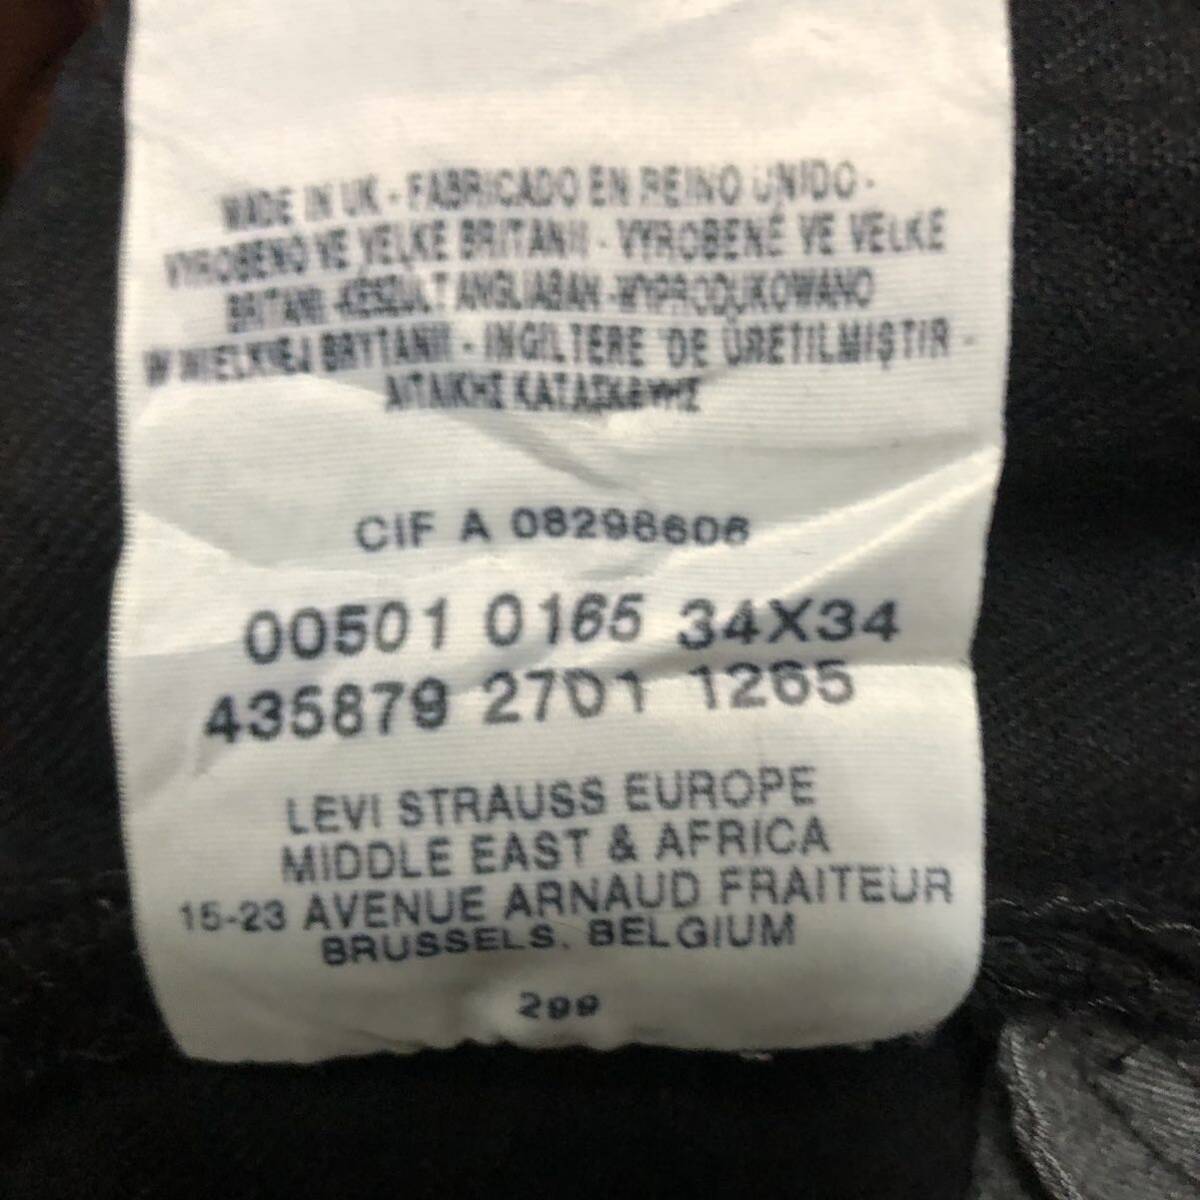 MADE IN UK - FABRICADO EN REINO UNIDO -
VYROBENO VE VELKE BRITANII - VYROBENÉ VE VELKE
BRITANII -KESZULT ANGLIABAN -WYPRODUKOWANO
W WIELKIEJ BRYTANII - INGILTERE 'DE ÜRETILMIŞTIR -
ΚΑΤΑΣΚΕΥΗΣ
CIF A 08298606
00501 0165 34X34
435879 2701 1265
LEVI STRAUSS EUROPE
MIDDLE EAST & AFRICA
15-23 AVENUE ARNAUD FRAITEUR
BRUSSELS, BELGIUM
299